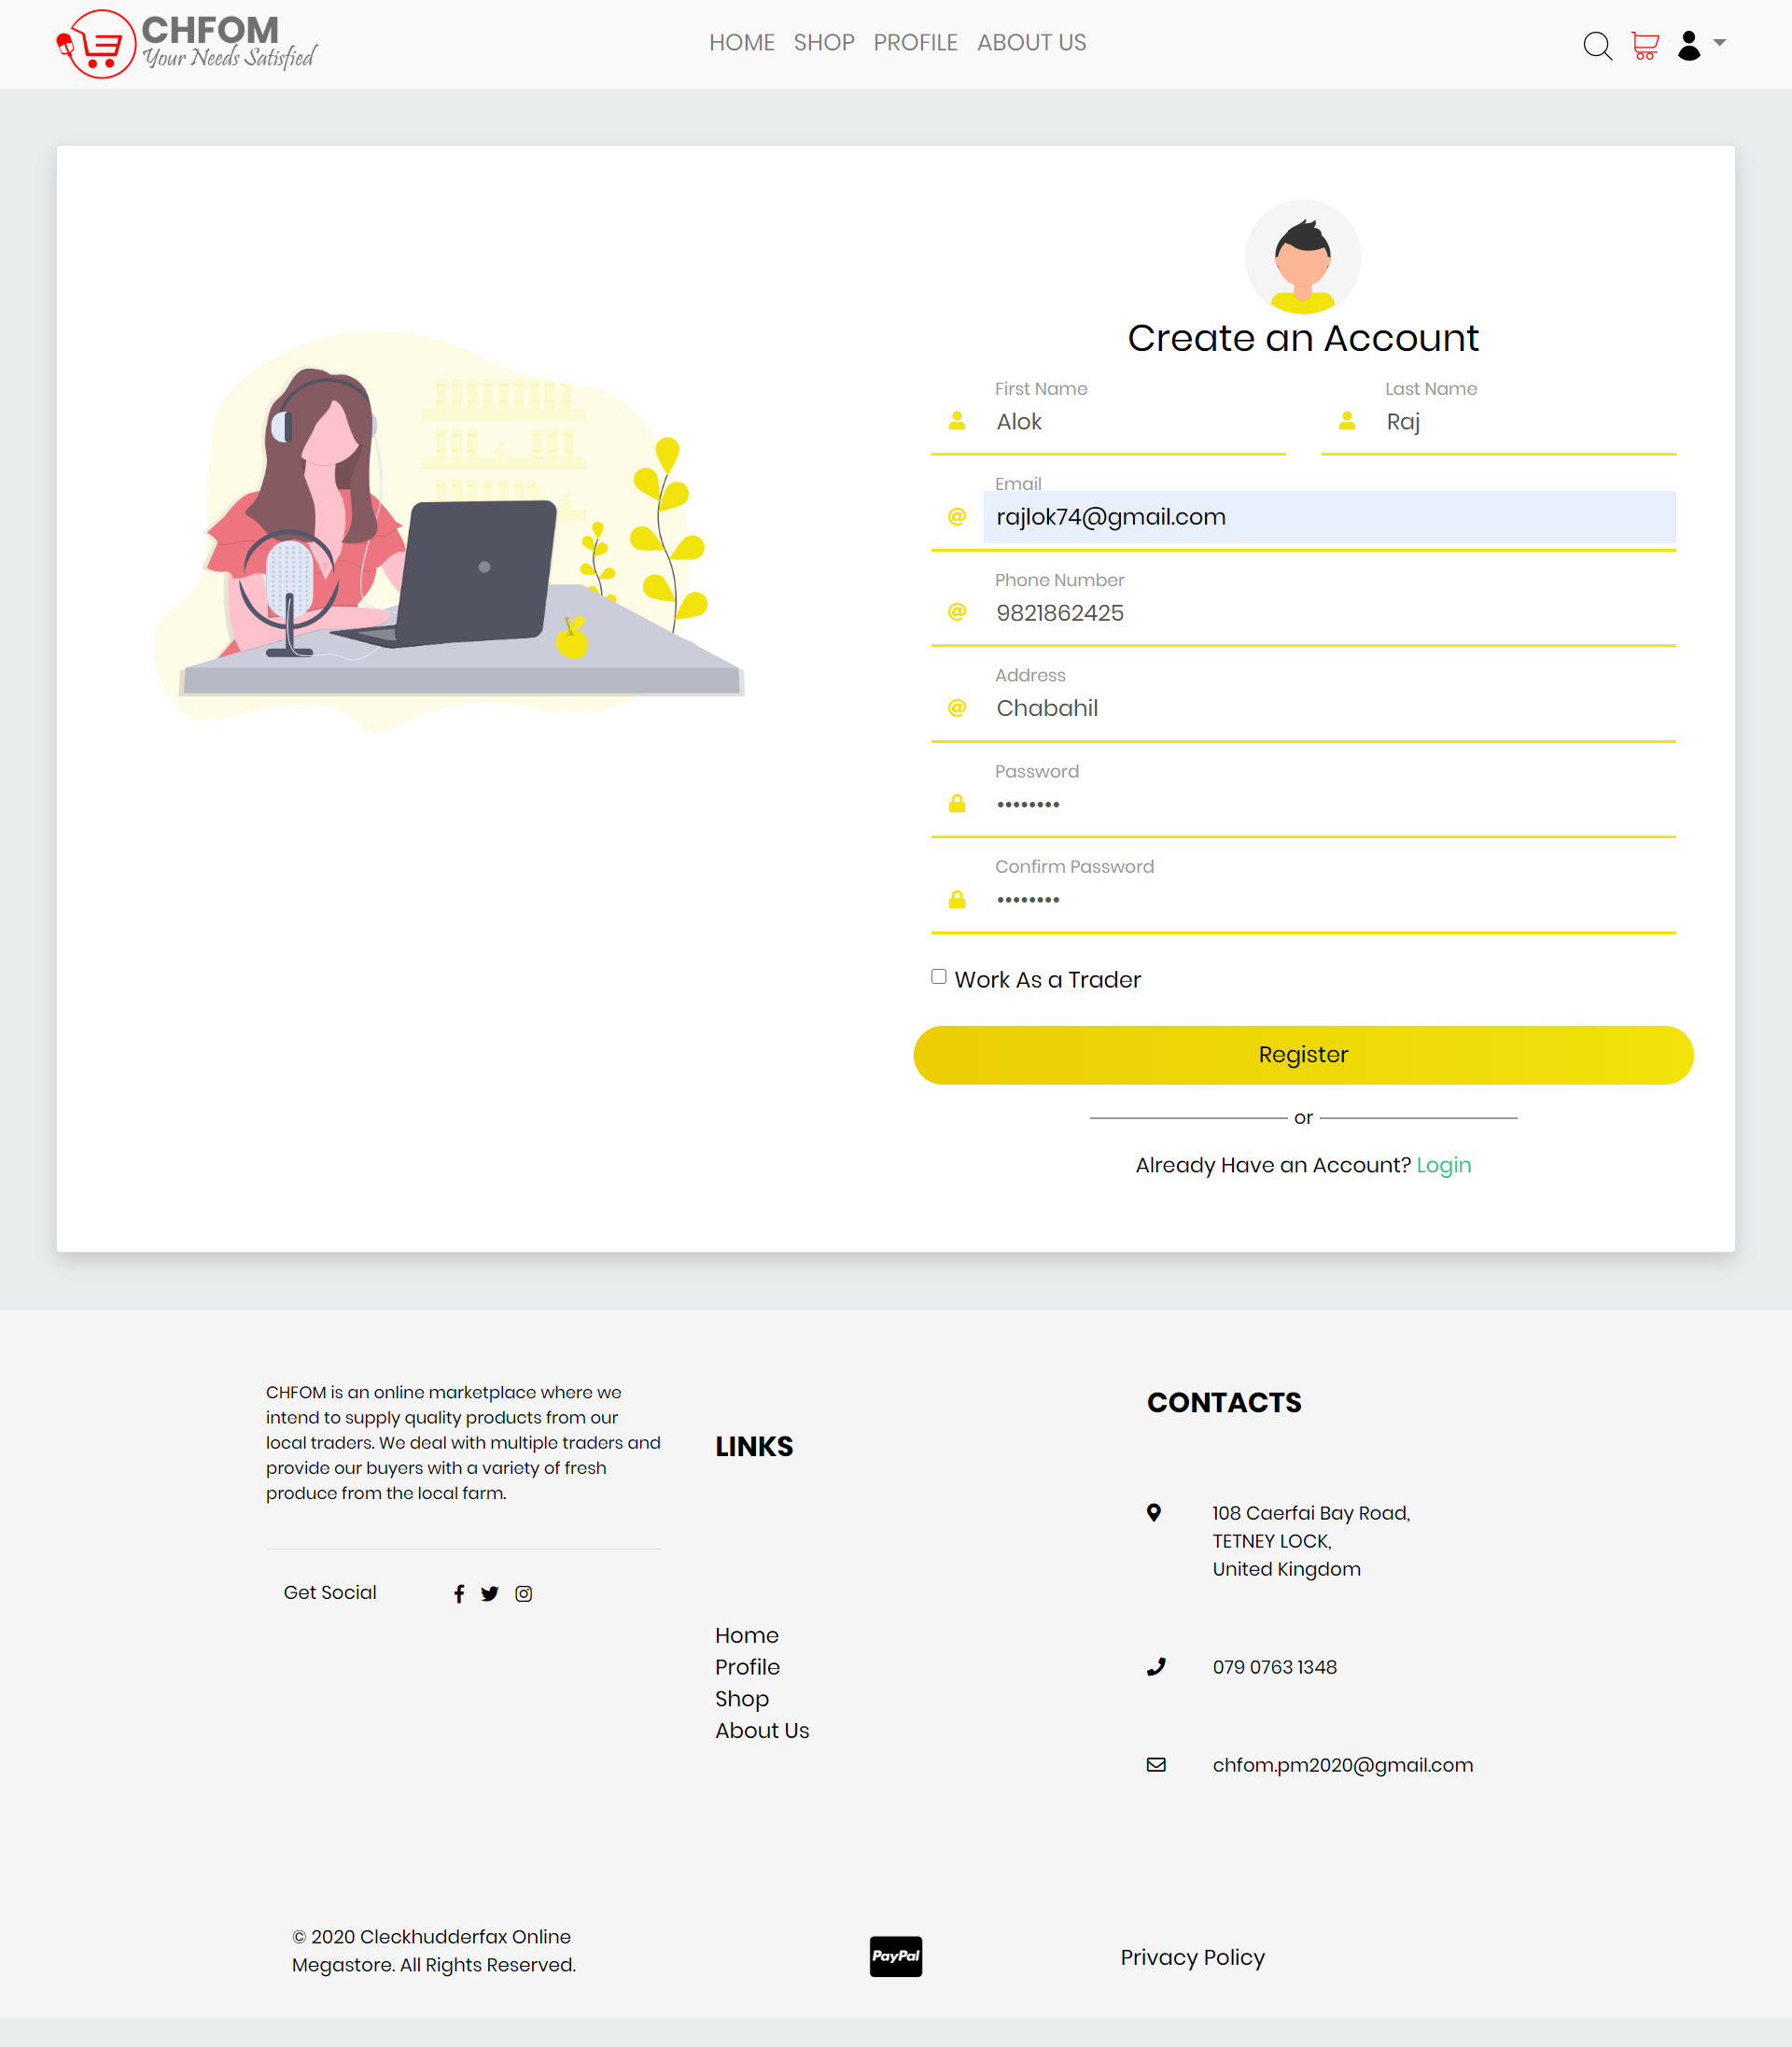 CHFOM
Your Needs Satisfied
HOME SHOP PROFILE ABOUT US
Create an Account
First Name
Alok
Last Name
Raj
Email
rajlok74@gmail.com
Phone Number
9821862425
Address
Chabahil
Password
••••••••
Confirm Password
••••••••
Work As a Trader
Register
or
Already Have an Account? Login
CHFOM is an online marketplace where we
intend to supply quality products from our
local traders. We deal with multiple traders and
provide our buyers with a variety of fresh
produce from the local farm.
Get Social
LINKS
Home
Profile
Shop
About Us
CONTACTS
108 Caerfai Bay Road,
TETNEY LOCK,
United Kingdom
079 0763 1348
chfom.pm2020@gmail.com
© 2020 Cleckhudderfax Online
Megastore. All Rights Reserved.
PayPal
Privacy Policy